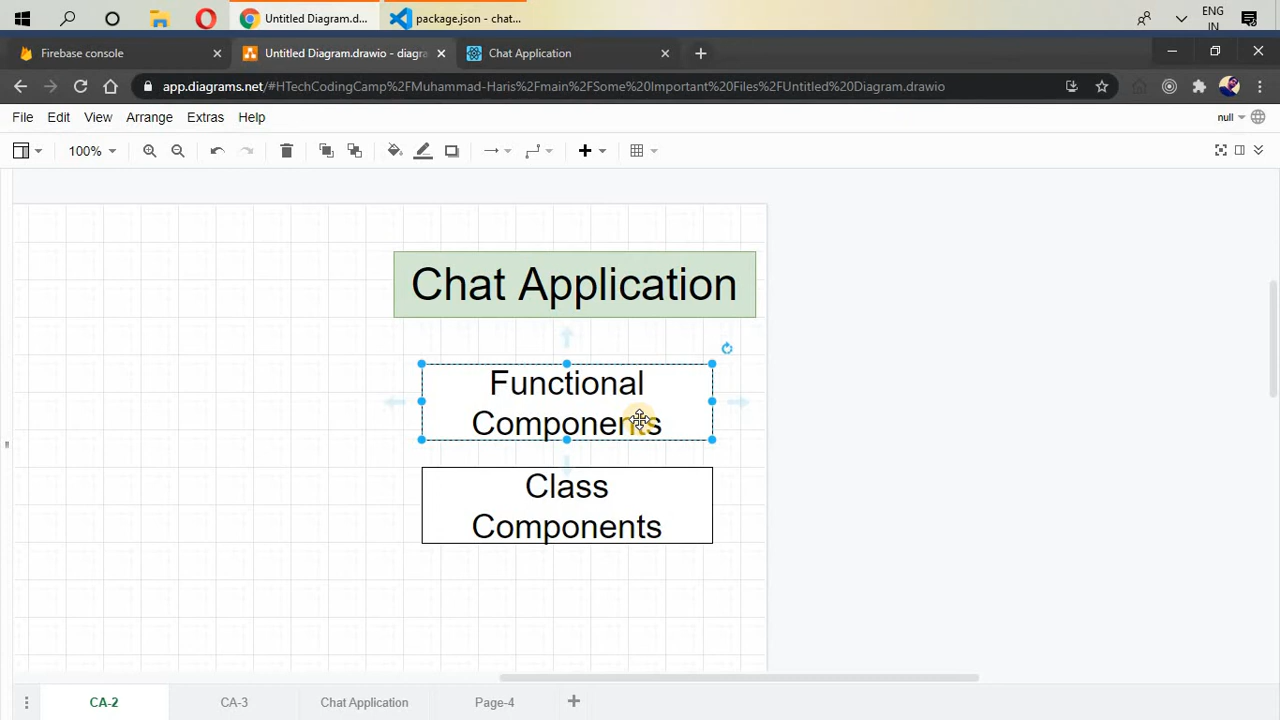 Untitled Diagram.d...
package.json - chat...
ENG
IN
Firebase console
Untitled Diagram.drawio - diagra
Chat Application
app.diagrams.net/#HTechCodingCamp%2FMuhammad-Haris%2Fmain%2FSome%20Important%20Files%2FUntitled%20Diagram.drawio
File Edit View Arrange Extras Help
null
100%
Chat Application
Functional
Components
Class
Components
CA-2
CA-3
Chat Application
Page-4